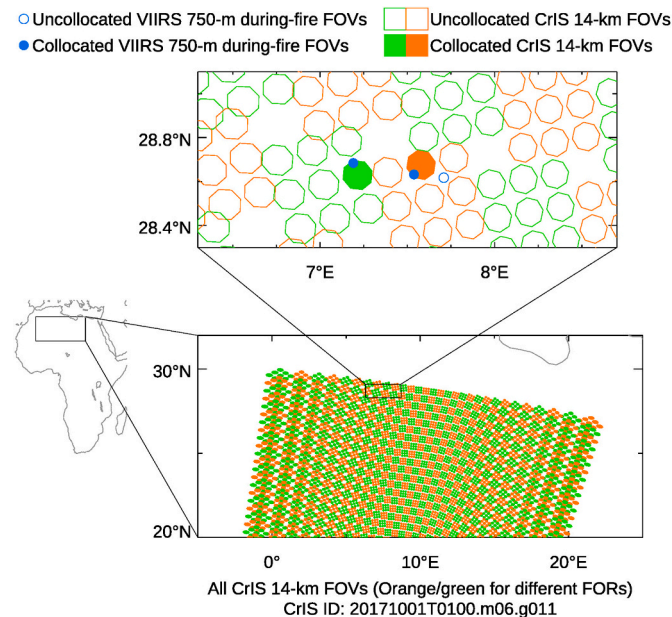 Uncollocated VIIRS 750-m during-fire FOVs
Uncollocated CrIS 14-km FOVs
Collocated VIIRS 750-m during-fire FOVs
Collocated CrIS 14-km FOVs
28.8°N
28.4°N
7°E
8°E
30°N
20°N
0°
10°E
20°E
All CrIS 14-km FOVs (Orange/green for different FORs)
CrIS ID: 20171001T0100.m06.g011